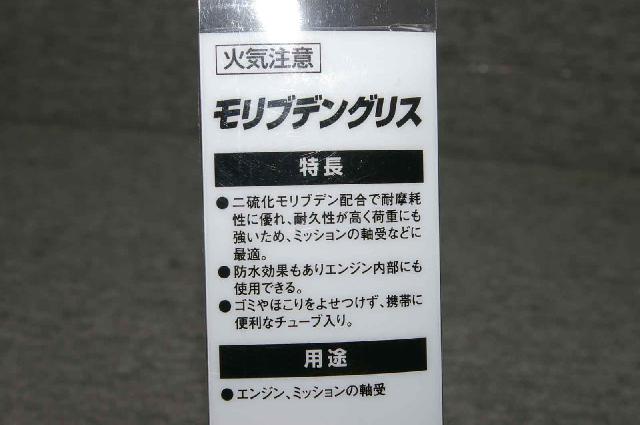 火気注意
モリブデングリス
特長
●二硫化モリブデン配合で耐摩耗
性に優れ、耐久性が高く荷重にも
強いため、ミッションの軸受などに
最適。
●防水効果もありエンジン内部にも
使用できる。
●ゴミやほこりをよせつけず、携帯に
便利なチューブ入り。
用途
●エンジン、ミッションの軸受